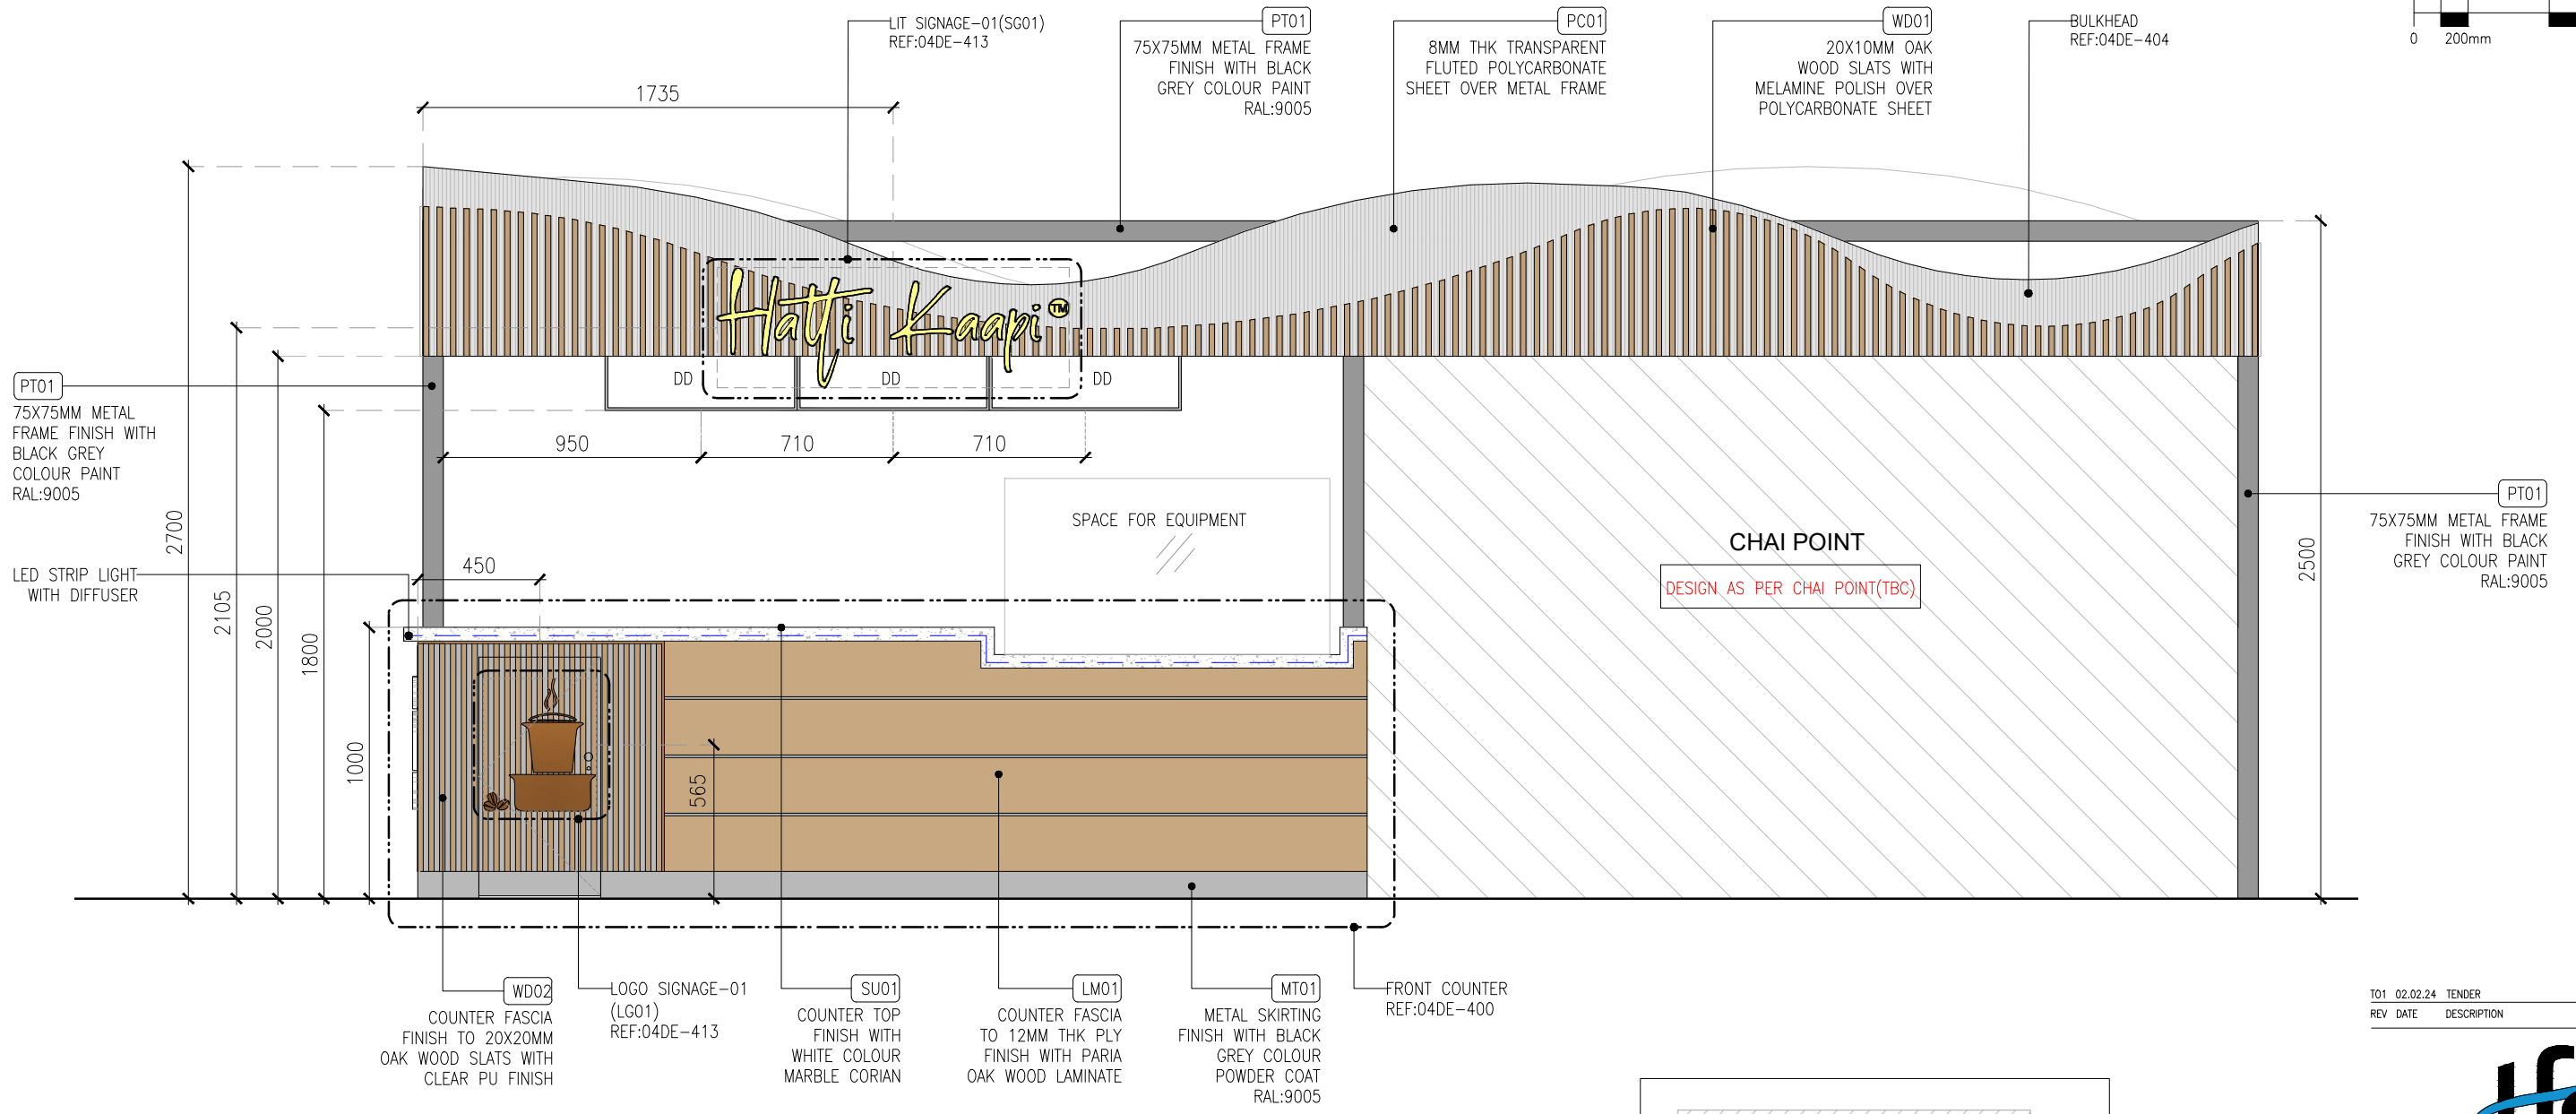 LIT SIGNAGE-01(SG01)
REF:04DE-413
PT01
75X75MM METAL FRAME
FINISH WITH BLACK
GREY COLOUR PAINT
RAL:9005
PC01
8MM THK TRANSPARENT
FLUTED POLYCARBONATE
SHEET OVER METAL FRAME
WD01
20X10MM OAK
WOOD SLATS WITH
MELAMINE POLISH OVER
POLYCARBONATE SHEET
BULKHEAD
REF:04DE-404
0 200mm
1735
Hatti Kaapi™
DD DD DD
950 710 710
PT01
75X75MM METAL
FRAME FINISH WITH
BLACK GREY
COLOUR PAINT
RAL:9005
2700
2105
2000
1800
1000
450
565
2500
LED STRIP LIGHT
WITH DIFFUSER
SPACE FOR EQUIPMENT
CHAI POINT
DESIGN AS PER CHAI POINT(TBC)
PT01
75X75MM METAL FRAME
FINISH WITH BLACK
GREY COLOUR PAINT
RAL:9005
WD02
COUNTER FASCIA
FINISH TO 20X20MM
OAK WOOD SLATS WITH
CLEAR PU FINISH
LOGO SIGNAGE-01
(LG01)
REF:04DE-413
SU01
COUNTER TOP
FINISH WITH
WHITE COLOUR
MARBLE CORIAN
LM01
COUNTER FASCIA
TO 12MM THK PLY
FINISH WITH PARIA
OAK WOOD LAMINATE
MT01
METAL SKIRTING
FINISH WITH BLACK
GREY COLOUR
POWDER COAT
RAL:9005
FRONT COUNTER
REF:04DE-400
T01 02.02.24 TENDER
REV DATE DESCRIPTION